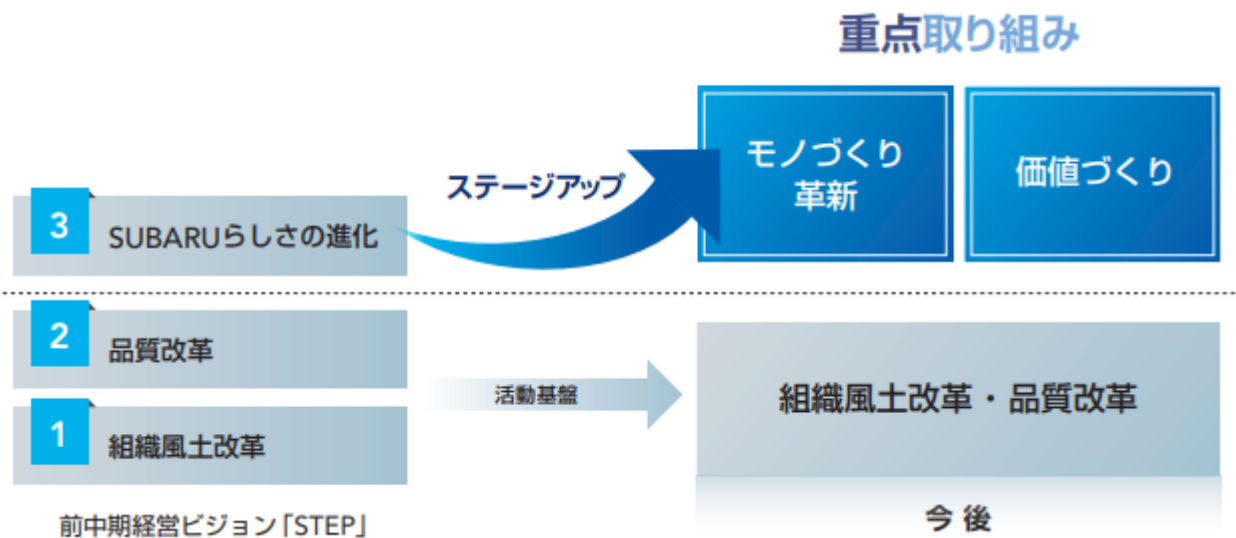 重点取り組み
モノづくり
革新
価値づくり
ステージアップ
3
SUBARUらしさの進化
2
品質改革
1
組織風土改革
活動基盤
組織風土改革・品質改革
前中期経営ビジョン「STEP」
今後